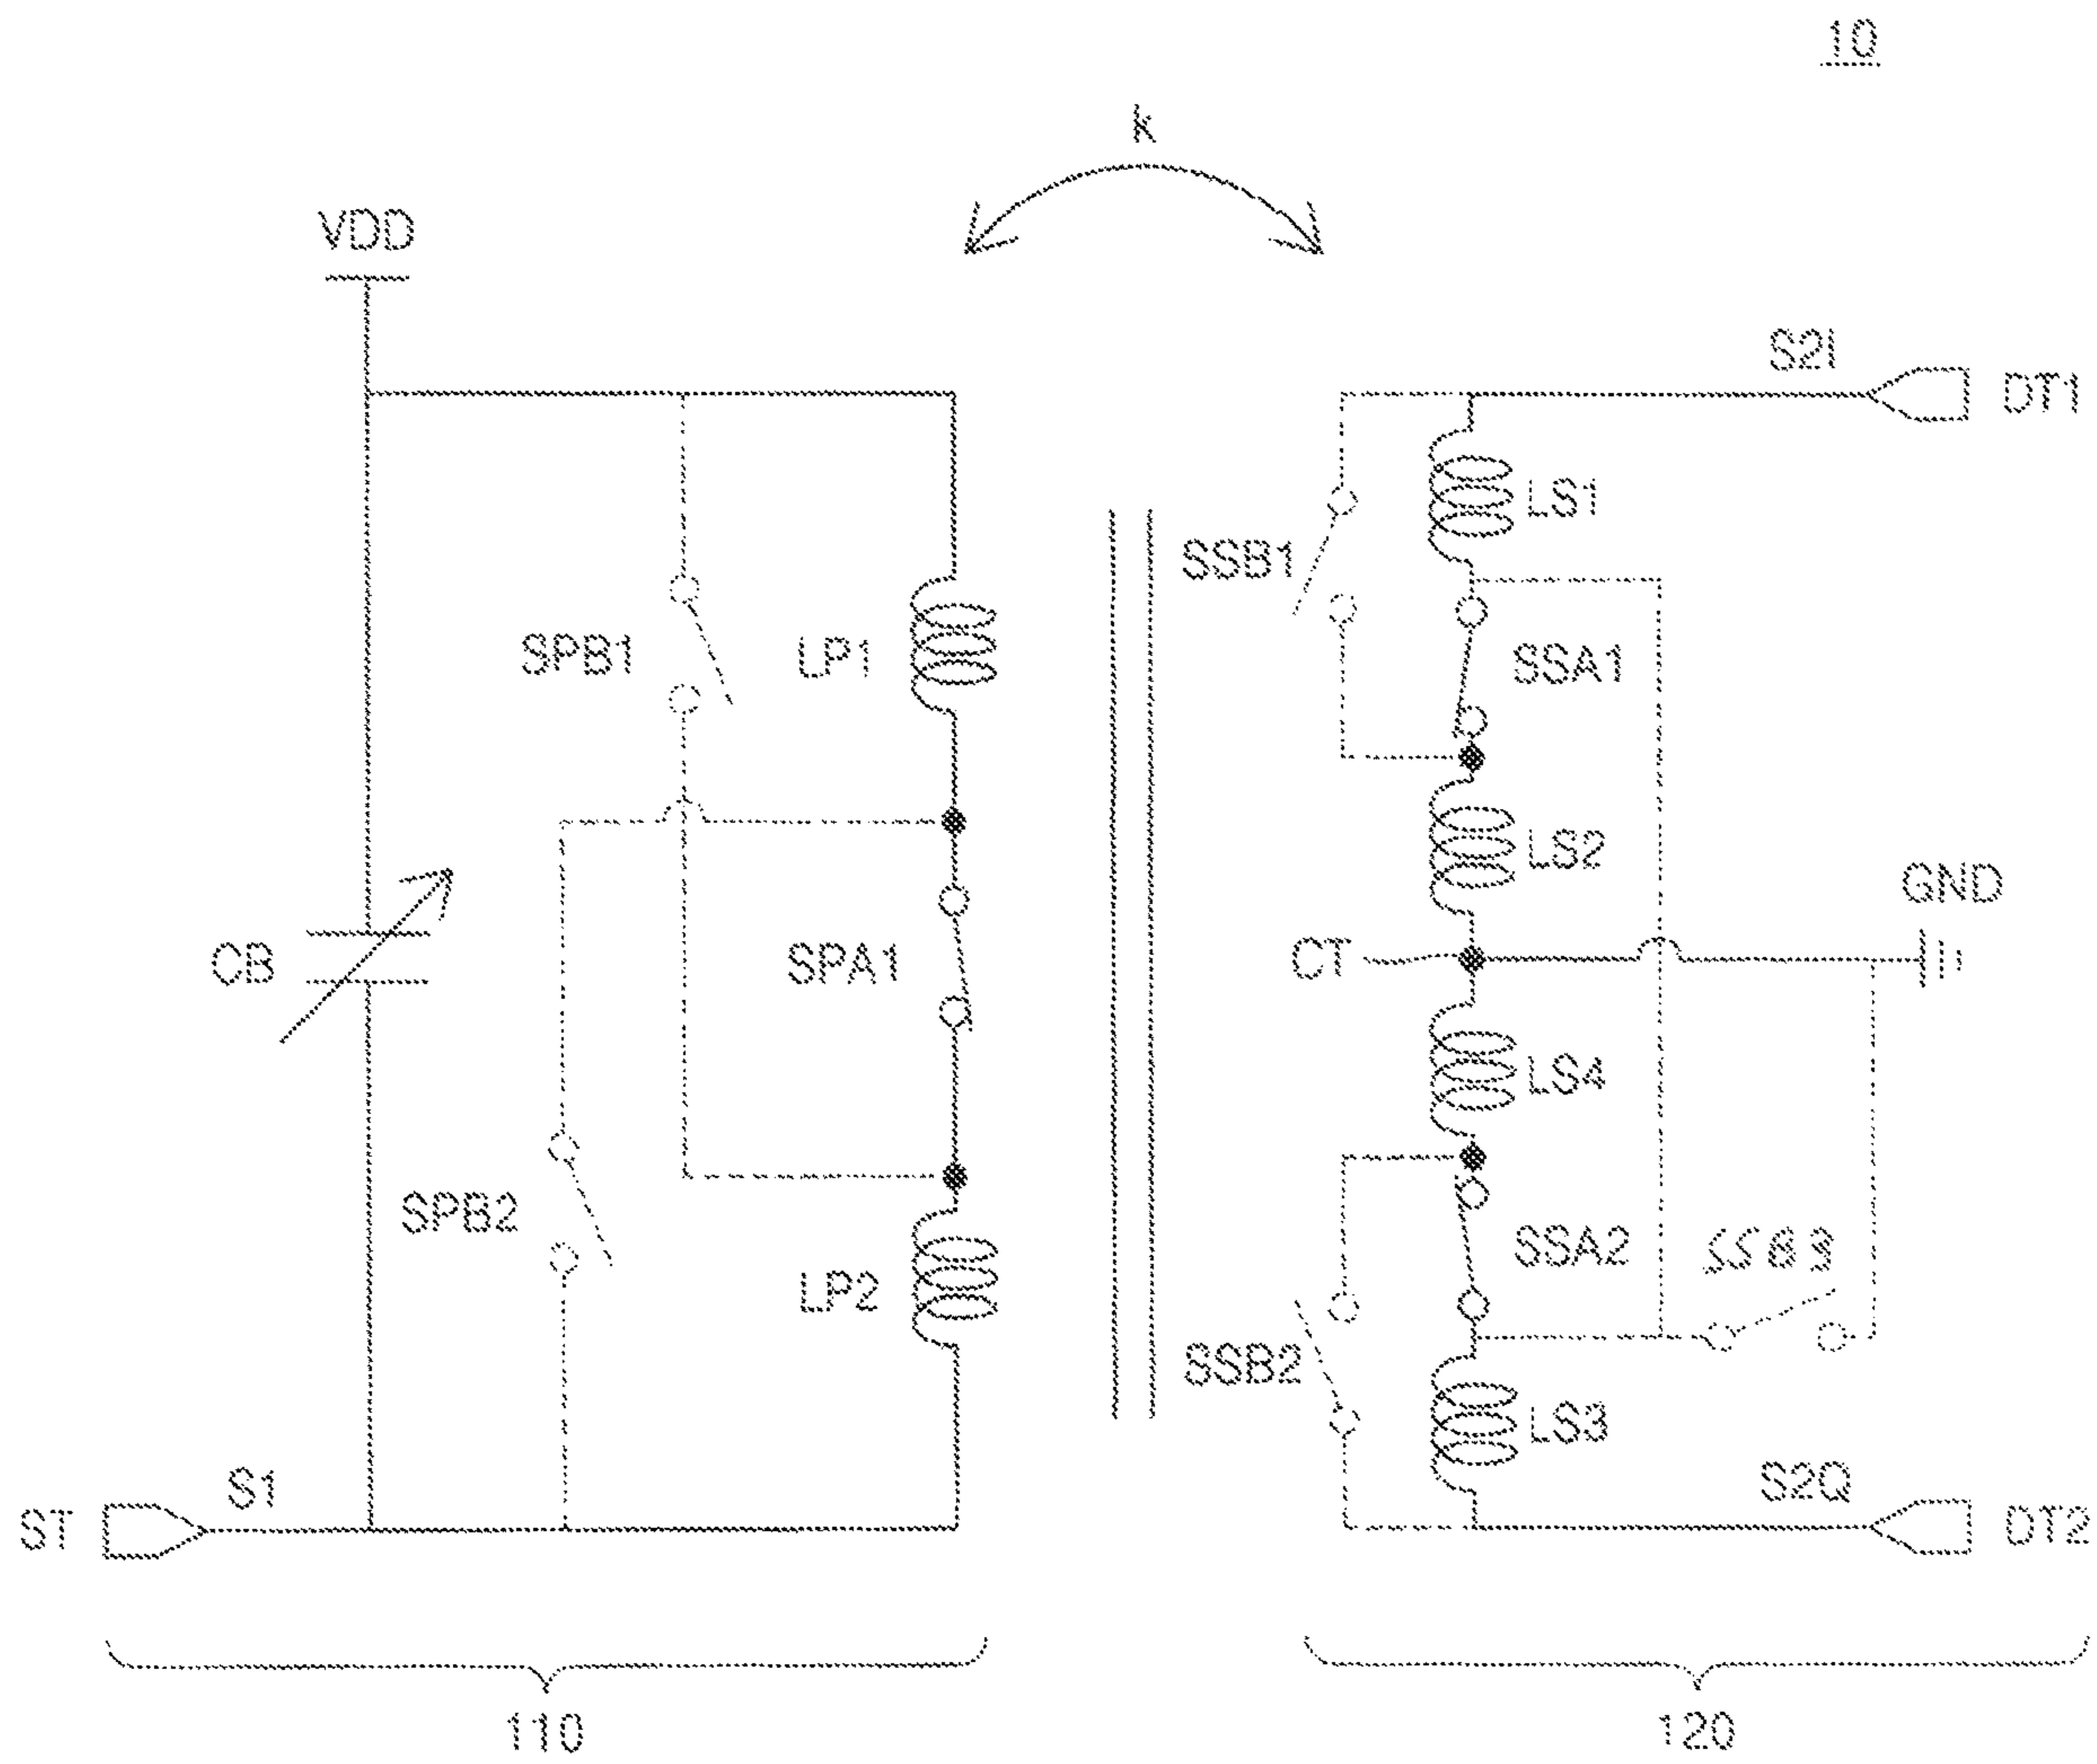 10
k
VDD
S2I
DT1
LS1
SSB1
SPB1
LP1
SSA1
LS2
GND
CB
SPA1
CT
LS4
SPB2
SSA2
SSB3
LP2
SSB2
LS3
S1
S2Q
ST
DT2
110
120